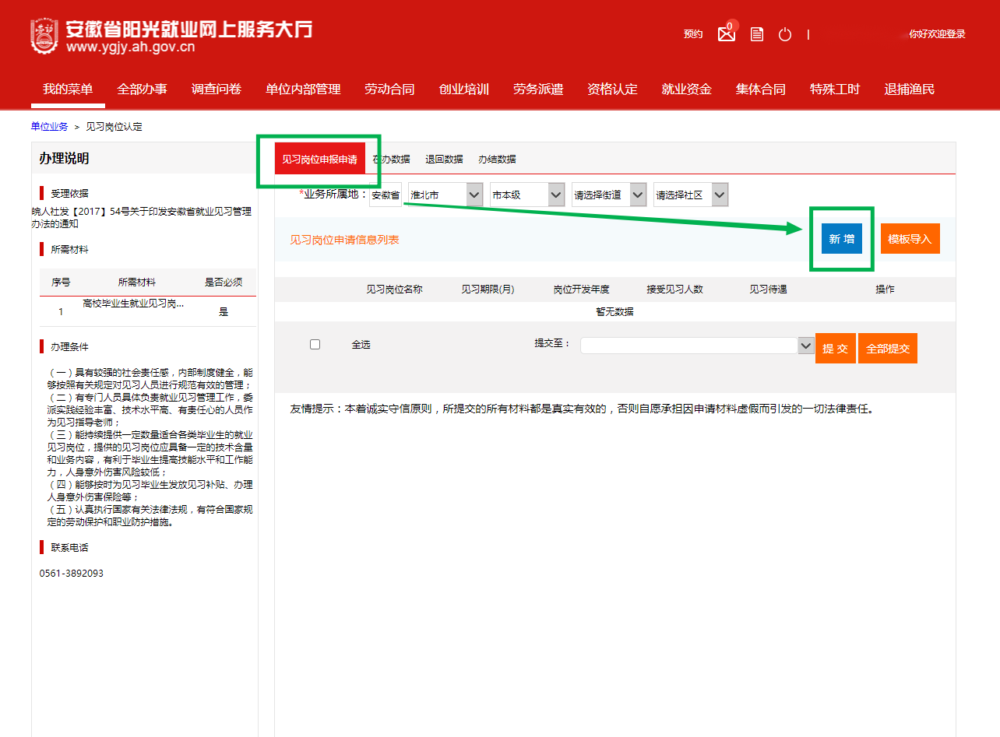 安徽省阳光就业网上服务大厅
www.ygjy.ah.gov.cn
预约 0 | 你好欢迎登录
我的菜单 全部办事 调查问卷 单位内部管理 劳动合同 创业培训 劳务派遣 资格认定 就业资金 集体合同 特殊工时 退捕渔民
单位业务 > 见习岗位认定
办理说明
受理依据
皖人社发【2017】54号关于印发安徽省就业见习管理
办法的通知
所需材料
序号 所需材料 是否必须
1 高校毕业生就业见习岗... 是
办理条件
（一）具有较强的社会责任感，内部制度健全，能
够按照有关规定对见习人员进行规范有效的管理；
（二）有专门人员具体负责就业见习管理工作，委
派实践经验丰富、技术水平高、有责任心的人员作
为见习指导老师；
（三）能持续提供一定数量适合各类毕业生的就业
见习岗位，提供的见习岗位应具备一定的技术含量
和业务内容，有利于毕业生提高技能水平和工作能
力，人身意外伤害风险较低；
（四）能够按时为见习毕业生发放见习补贴、办理
人身意外伤害保险等；
（五）认真执行国家有关法律法规，有符合国家规
定的劳动保护和职业防护措施。
联系电话
0561-3892093
见习岗位申报申请 在办数据 退回数据 办结数据
*业务所属地： 安徽省 淮北市 市本级 请选择街道 请选择社区
见习岗位申请信息列表 新 增 模板导入
见习岗位名称 见习期限(月) 岗位开发年度 接受见习人数 见习待遇 操作
暂无数据
全选 提交至： 提 交 全部提交
友情提示：本着诚实守信原则，所提交的所有材料都是真实有效的，否则自愿承担因申请材料虚假而引发的一切法律责任。